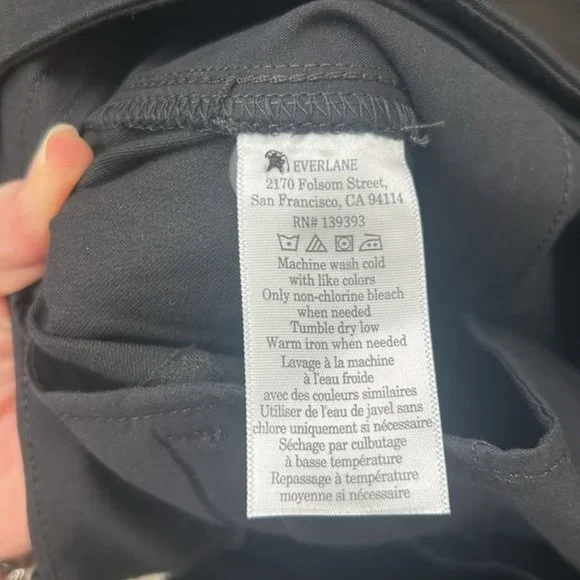 EVERLANE
2170 Folsom Street,
San Francisco, CA 94114
RN# 139393
Machine wash cold
with like colors
Only non-chlorine bleach
when needed
Tumble dry low
Warm iron when needed
Lavage à la machine
à l'eau froide
avec des couleurs similaires
Utiliser de l'eau de javel sans
chlore uniquement si nécessaire
Séchage par culbutage
à basse température
Repassage à température
moyenne si nécessaire